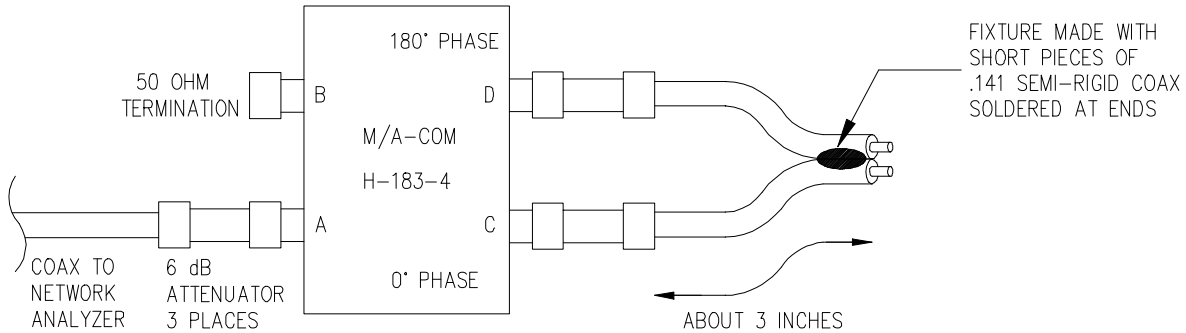 180° PHASE
FIXTURE MADE WITH
SHORT PIECES OF
.141 SEMI-RIGID COAX
SOLDERED AT ENDS
50 OHM
TERMINATION
B
D
M/A-COM
H-183-4
A
C
COAX TO
NETWORK
ANALYZER
6 dB
ATTENUATOR
3 PLACES
0° PHASE
ABOUT 3 INCHES